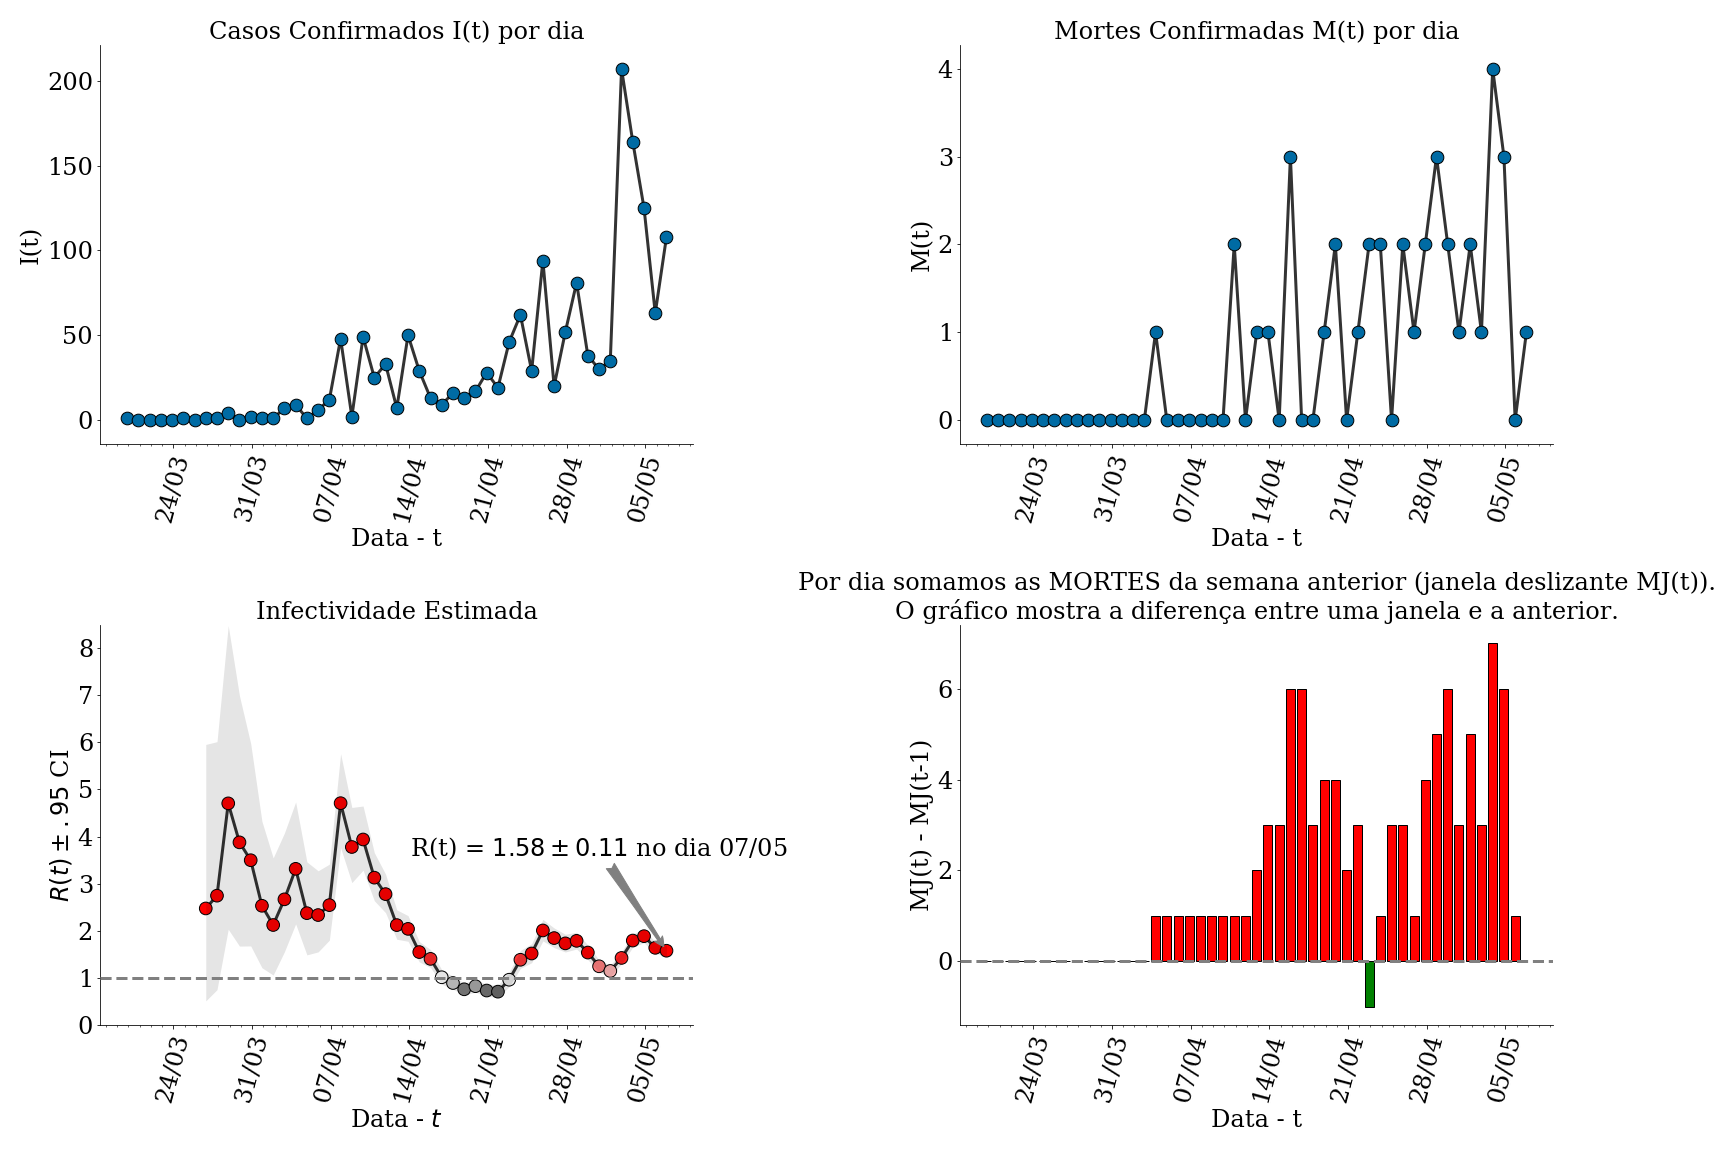 Casos Confirmados I(t) por dia
I(t)
200
150
100
50
0
24/03 31/03 07/04 14/04 21/04 28/04 05/05
Data - t
Mortes Confirmadas M(t) por dia
M(t)
4
3
2
1
0
24/03 31/03 07/04 14/04 21/04 28/04 05/05
Data - t
Infectividade Estimada
R(t) ± .95 CI
8
7
6
5
4
3
2
1
0
R(t) = 1.58 ± 0.11 no dia 07/05
24/03 31/03 07/04 14/04 21/04 28/04 05/05
Data - t
Por dia somamos as MORTES da semana anterior (janela deslizante MJ(t)).
O gráfico mostra a diferença entre uma janela e a anterior.
MJ(t) - MJ(t-1)
6
4
2
0
24/03 31/03 07/04 14/04 21/04 28/04 05/05
Data - t